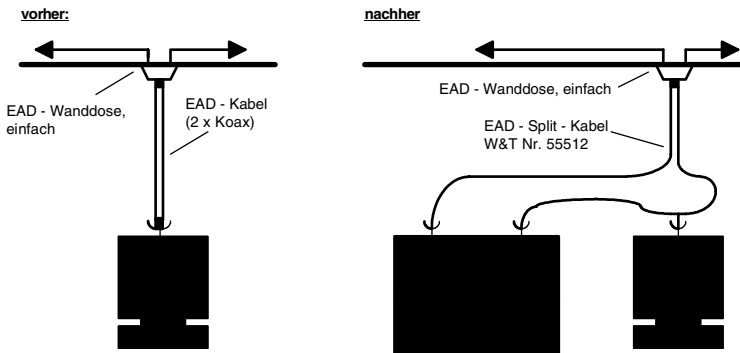 vorher:
nachher
EAD - Wanddose,
einfach
EAD - Kabel
(2 x Koax)
EAD - Wanddose, einfach
EAD - Split - Kabel
W&T Nr. 55512